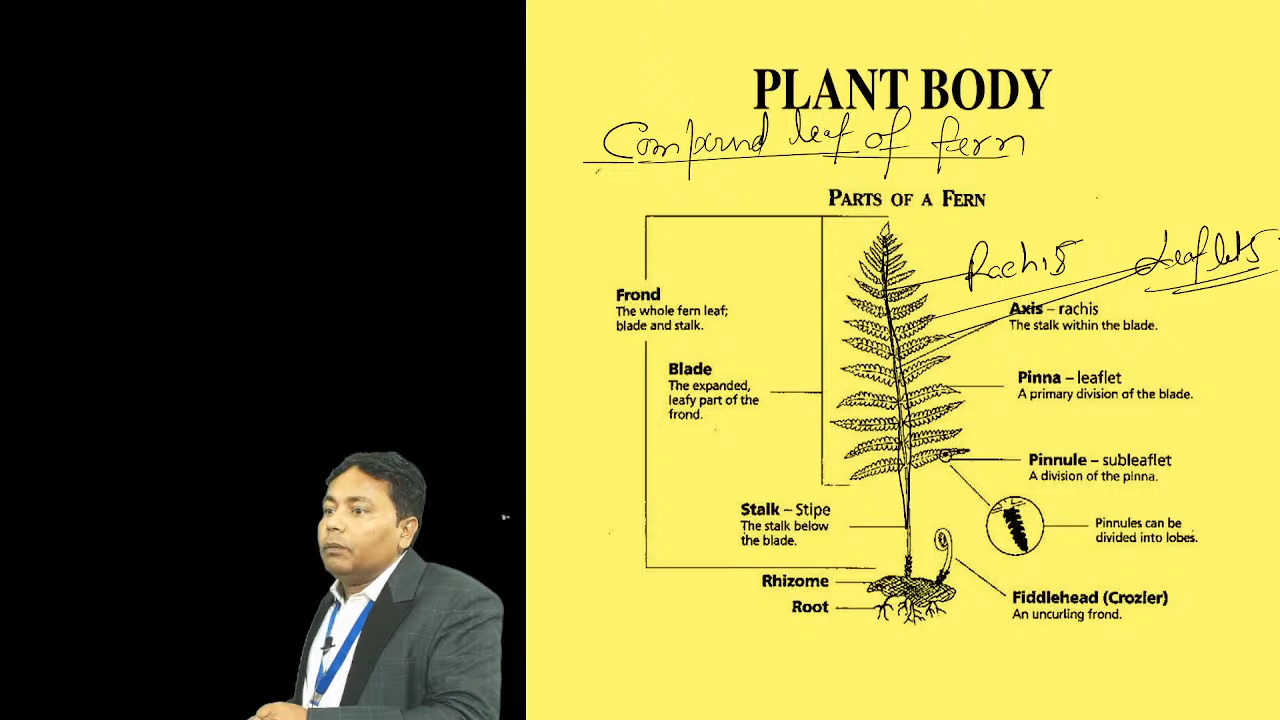 PLANT BODY
Compound leaf of fern
PARTS OF A FERN
Rachis
Leaflets
Frond
The whole fern leaf;
blade and stalk.
Axis – rachis
The stalk within the blade.
Blade
The expanded,
leafy part of the
frond.
Pinna – leaflet
A primary division of the blade.
Pinnule – subleaflet
A division of the pinna.
Stalk – Stipe
The stalk below
the blade.
Pinnules can be
divided into lobes.
Rhizome
Root
Fiddlehead (Crozier)
An uncurling frond.